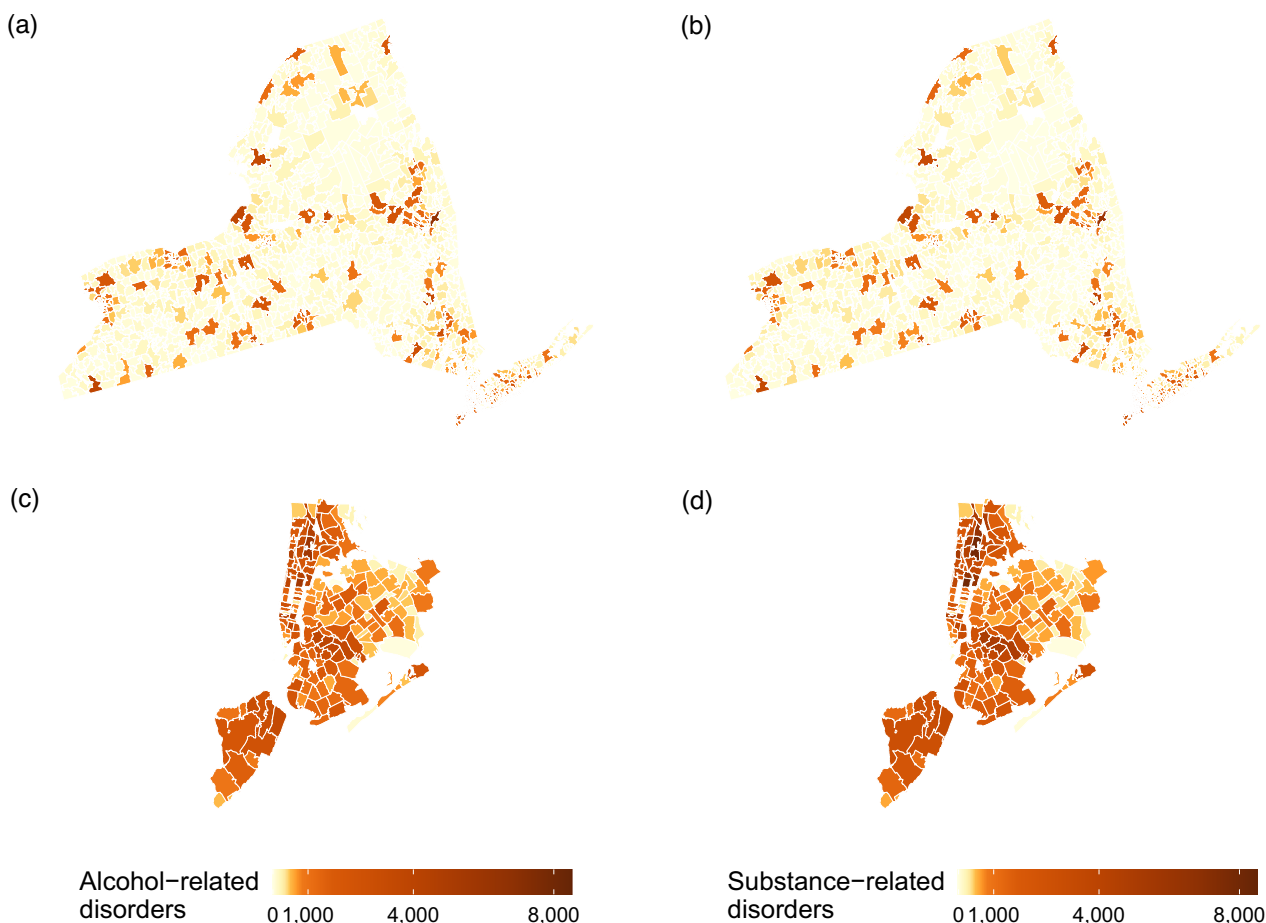 (a)
(b)
(c)
(d)
Alcohol−related
disorders
0 1,000 4,000 8,000
Substance−related
disorders
0 1,000 4,000 8,000